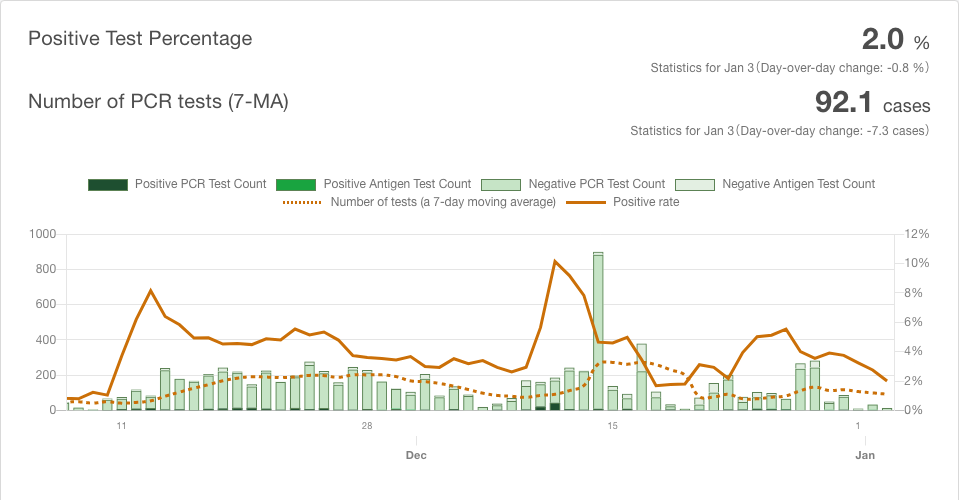 Positive Test Percentage
2.0 %
Statistics for Jan 3（Day-over-day change: -0.8 %）
Number of PCR tests (7-MA)
92.1 cases
Statistics for Jan 3（Day-over-day change: -7.3 cases）
Positive PCR Test Count Positive Antigen Test Count Negative PCR Test Count Negative Antigen Test Count
Number of tests (a 7-day moving average) Positive rate
1000 12%
10%
800
8%
600
6%
400
4%
200
2%
0 0%
11 28 15 1
Dec Jan